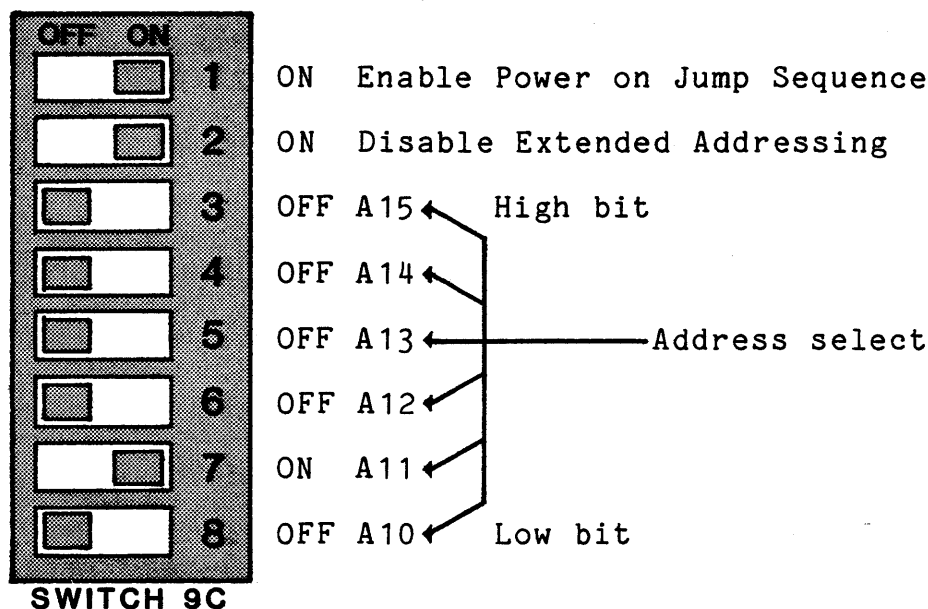 OFF ON
1 ON Enable Power on Jump Sequence
2 ON Disable Extended Addressing
3 OFF A15 High bit
4 OFF A14
5 OFF A13 Address select
6 OFF A12
7 ON A11
8 OFF A10 Low bit
SWITCH 9C